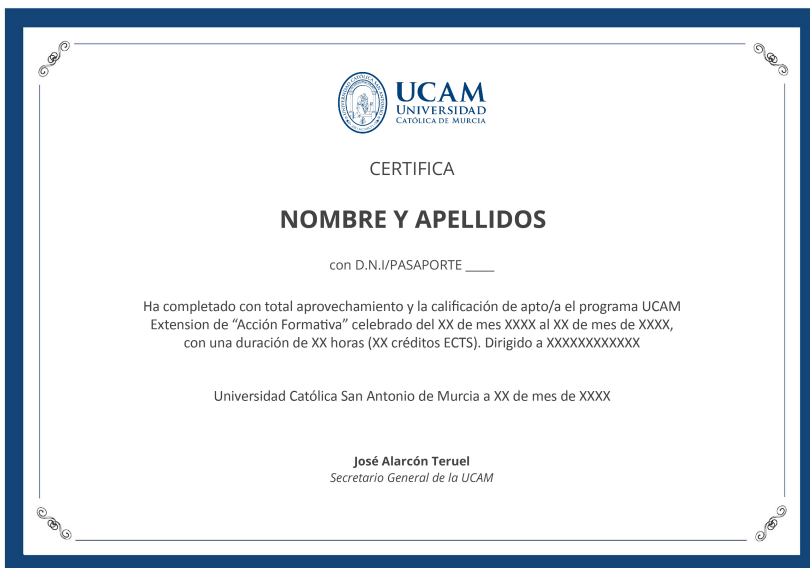 UCAM
UNIVERSIDAD
CATÓLICA DE MURCIA
CERTIFICA
NOMBRE Y APELLIDOS
con D.N.I/PASAPORTE ____
Ha completado con total aprovechamiento y la calificación de apto/a el programa UCAM
Extension de “Acción Formativa” celebrado del XX de mes XXXX al XX de mes de XXXX,
con una duración de XX horas (XX créditos ECTS). Dirigido a XXXXXXXXXXXX
Universidad Católica San Antonio de Murcia a XX de mes de XXXX
José Alarcón Teruel
Secretario General de la UCAM